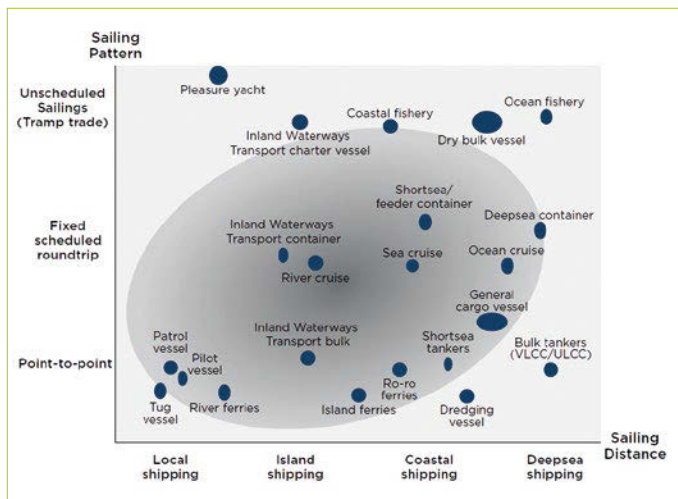 Sailing
Pattern
Unscheduled
Sailings
(Tramp trade)
Pleasure yacht
Inland Waterways
Transport charter vessel
Coastal fishery
Dry bulk vessel
Ocean fishery
Fixed
scheduled
roundtrip
Inland Waterways
Transport container
River cruise
Shortsea/
feeder container
Sea cruise
Deepsea container
Ocean cruise
General
cargo vessel
Point-to-point
Patrol
vessel
Pilot
vessel
Tug
vessel
River ferries
Inland Waterways
Transport bulk
Island ferries
Ro-ro
ferries
Shortsea
tankers
Dredging
vessel
Bulk tankers
(VLCC/ULCC)
Local
shipping
Island
shipping
Coastal
shipping
Deepsea
shipping
Sailing
Distance